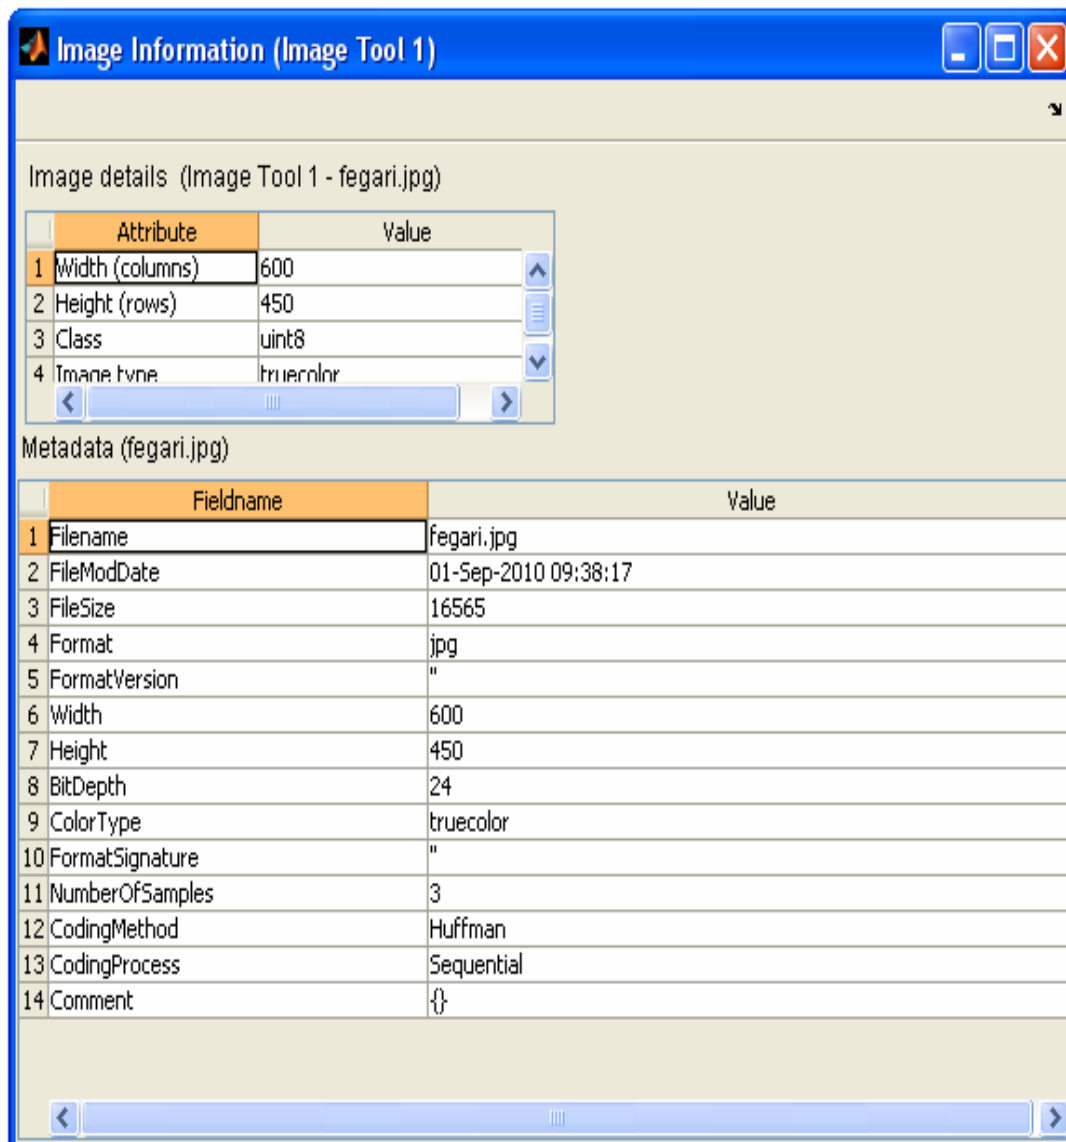 Image Information (Image Tool 1)
Image details (Image Tool 1 - fegari.jpg)
Attribute Value
1 Width (columns) 600
2 Height (rows) 450
3 Class uint8
4 Image type truecolor
Metadata (fegari.jpg)
Fieldname Value
1 Filename fegari.jpg
2 FileModDate 01-Sep-2010 09:38:17
3 FileSize 16565
4 Format jpg
5 FormatVersion ''
6 Width 600
7 Height 450
8 BitDepth 24
9 ColorType truecolor
10 FormatSignature ''
11 NumberOfSamples 3
12 CodingMethod Huffman
13 CodingProcess Sequential
14 Comment {}